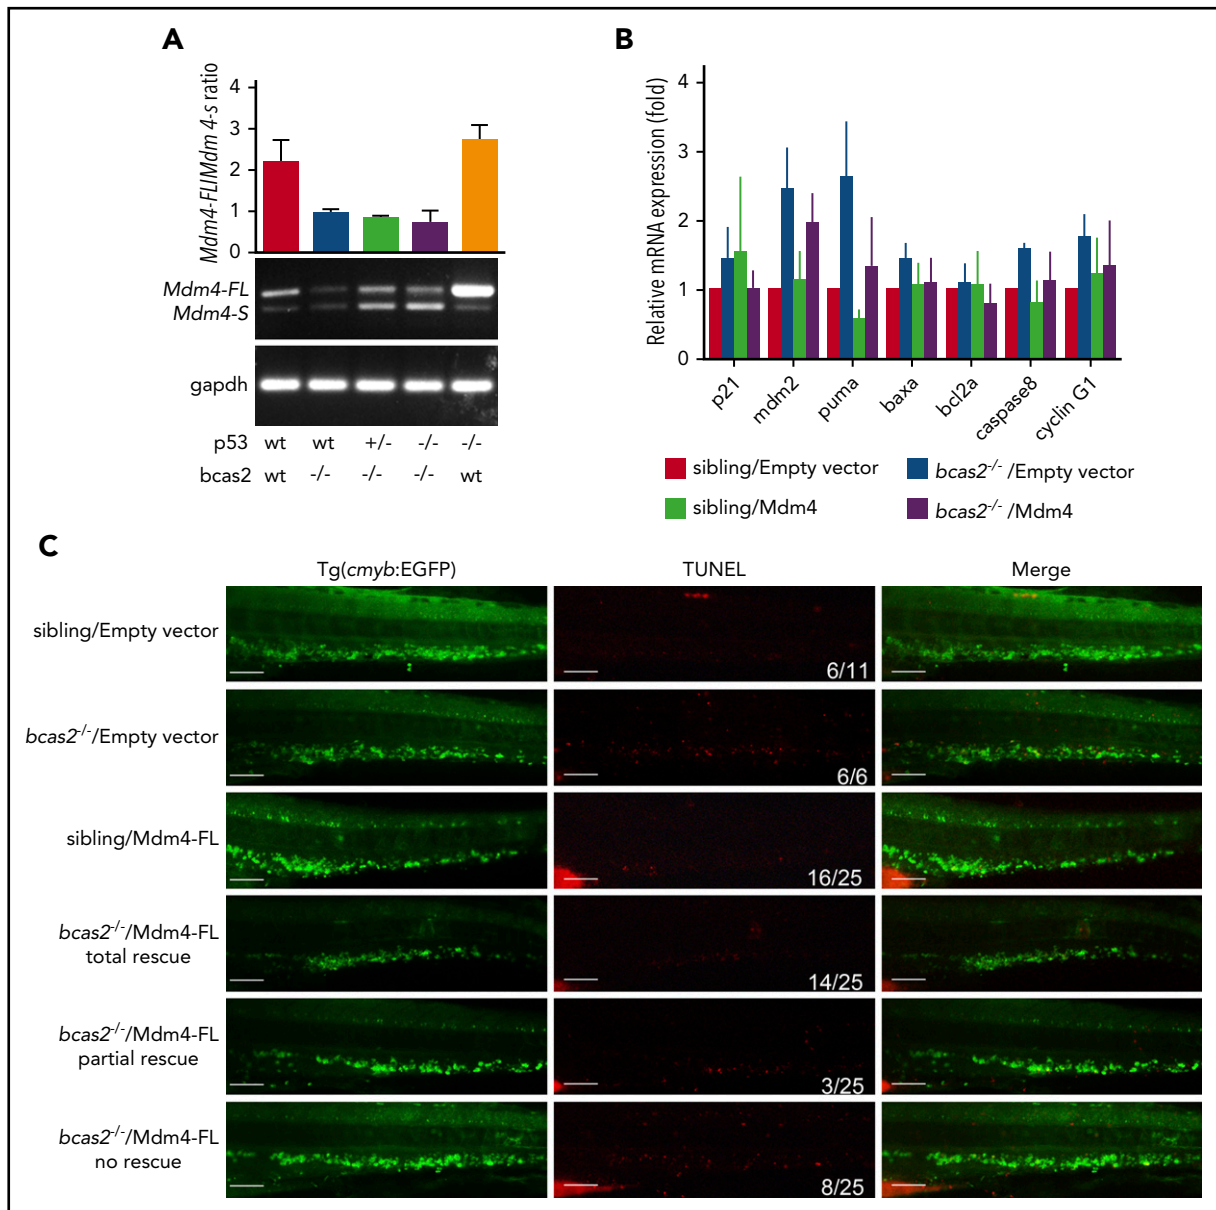 A
Mdm4-FL/Mdm 4-s ratio
4
3
2
1
0
Mdm4-FL
Mdm4-S
gapdh
p53 wt wt +/- -/- -/-
bcas2 wt -/- -/- -/- wt
B
Relative mRNA expression (fold)
4
3
2
1
0
p21 mdm2 puma baxa bcl2a caspase8 cyclin G1
sibling/Empty vector bcas2-/- /Empty vector
sibling/Mdm4 bcas2-/- /Mdm4
C
Tg(cmyb:EGFP) TUNEL Merge
sibling/Empty vector
6/11
bcas2-/-/Empty vector
6/6
sibling/Mdm4-FL
16/25
bcas2-/-/Mdm4-FL
total rescue
14/25
bcas2-/-/Mdm4-FL
partial rescue
3/25
bcas2-/-/Mdm4-FL
no rescue
8/25